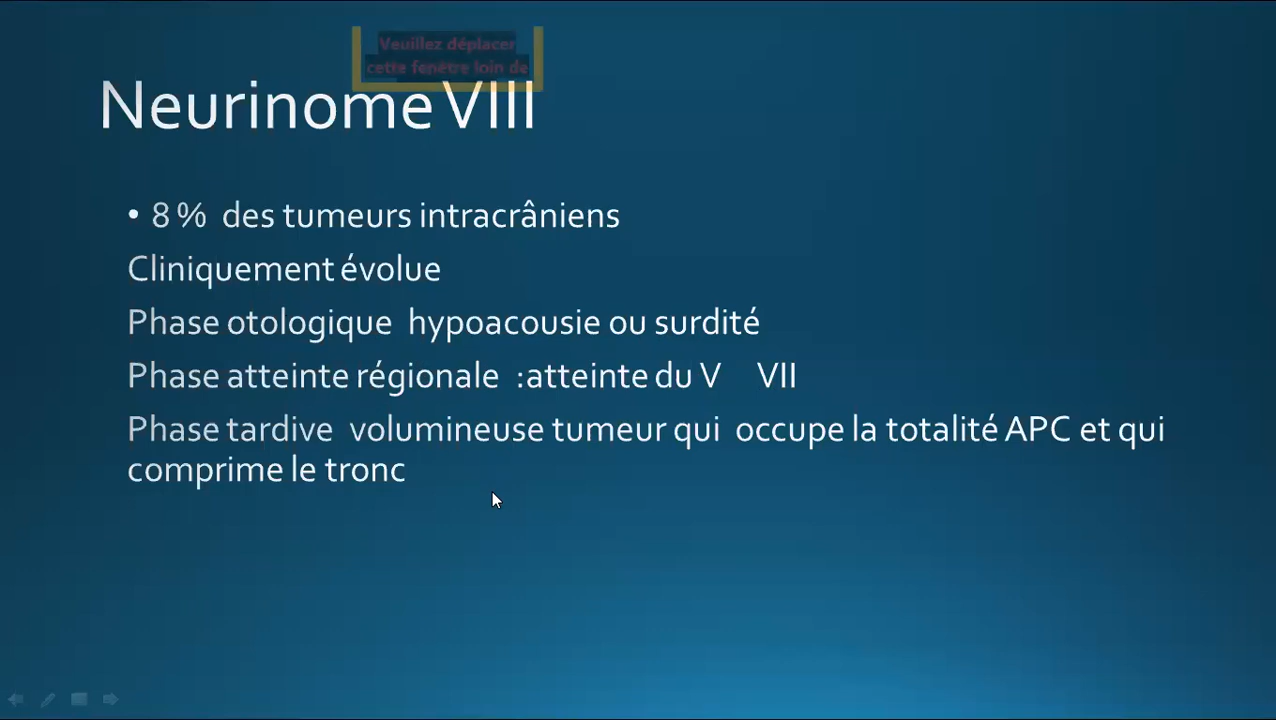 Veuillez déplacer
cette fenêtre loin de
Neurinome VIII
• 8 % des tumeurs intracrâniens
Cliniquement évolue
Phase otologique hypoacousie ou surdité
Phase atteinte régionale :atteinte du V VII
Phase tardive volumineuse tumeur qui occupe la totalité APC et qui
comprime le tronc